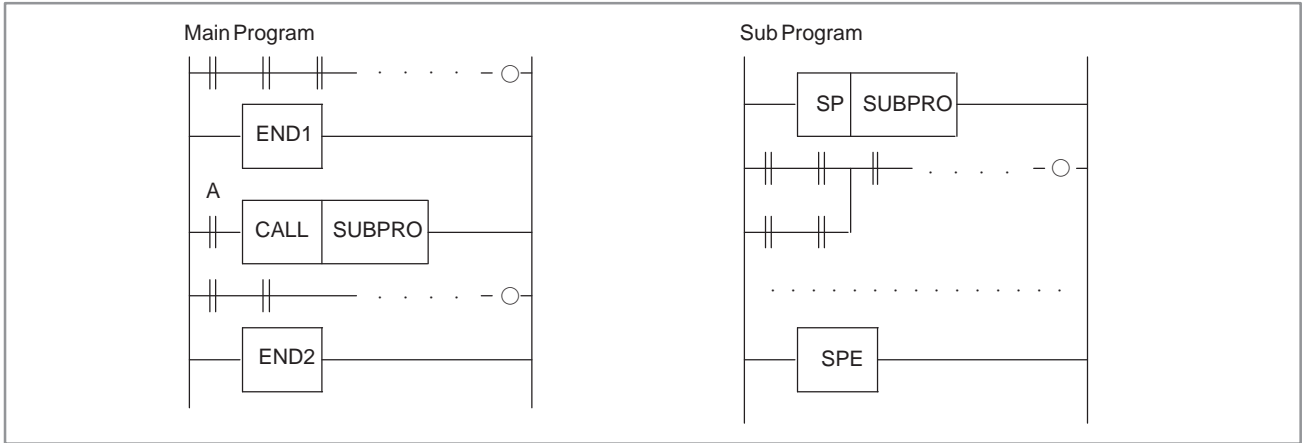 Main Program
END1
A
CALL SUBPRO
END2
Sub Program
SP SUBPRO
SPE